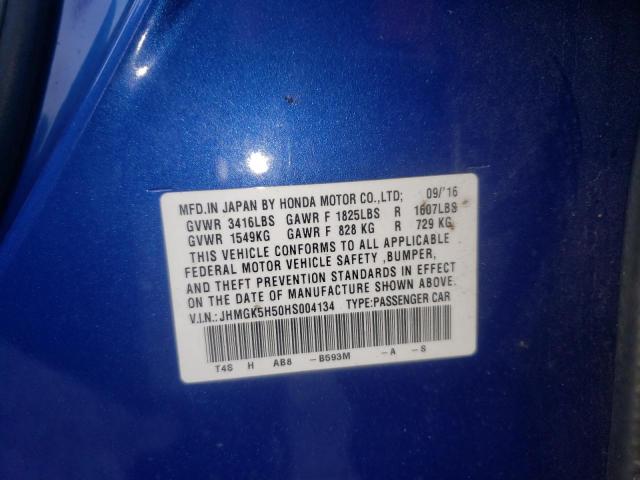 MFD.IN JAPAN BY HONDA MOTOR CO.,LTD; 09/'16
GVWR 3416LBS GAWR F 1825LBS R 1607LBS
GVWR 1549KG GAWR F 828 KG R 729 KG
THIS VEHICLE CONFORMS TO ALL APPLICABLE
FEDERAL MOTOR VEHICLE SAFETY ,BUMPER,
AND THEFT PREVENTION STANDARDS IN EFFECT
ON THE DATE OF MANUFACTURE SHOWN ABOVE.
V.I.N.:JHMGK5H50HS004134 TYPE:PASSENGER CAR
T4S H AB8 -B593M -A -S